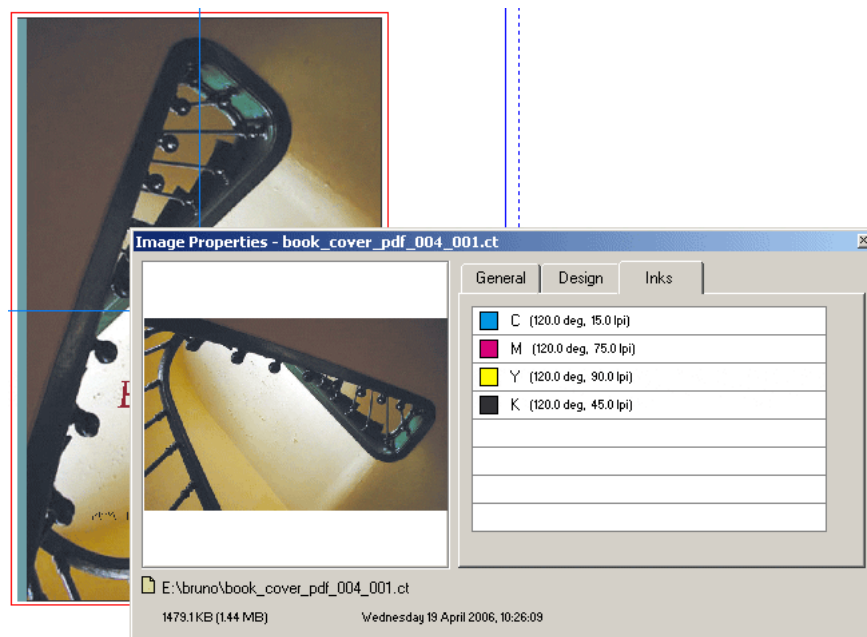 Image Properties - book_cover_pdf_004_001.ct
General Design Inks
C (120.0 deg, 15.0 lpi)
M (120.0 deg, 75.0 lpi)
Y (120.0 deg, 90.0 lpi)
K (120.0 deg, 45.0 lpi)
E:\bruno\book_cover_pdf_004_001.ct
1479.1 KB (1.44 MB) Wednesday 19 April 2006, 10:26:09